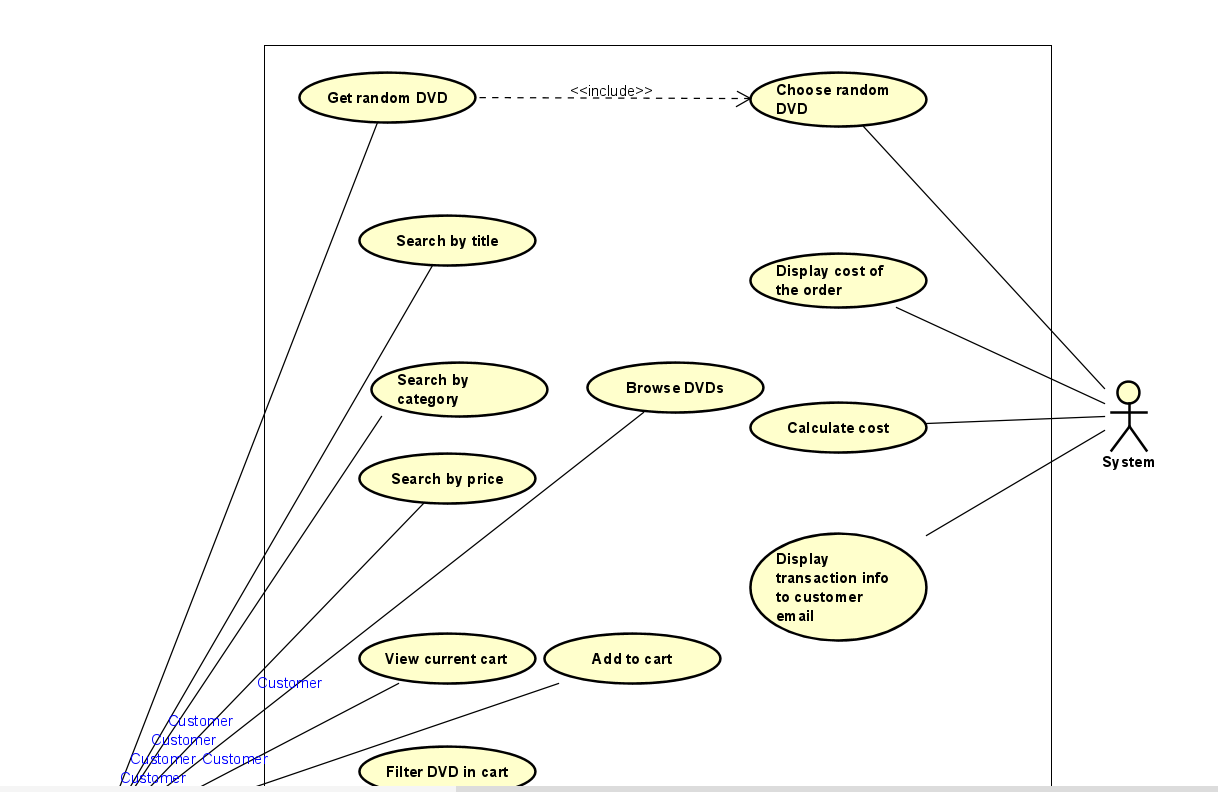 Get random DVD
<<include>>
Choose random
DVD
Search by title
Display cost of
the order
Search by
category
Browse DVDs
Calculate cost
System
Search by price
Display
transaction info
to customer
email
View current cart
Add to cart
Customer
Customer
Customer
Customer
Customer
Customer
Filter DVD in cart